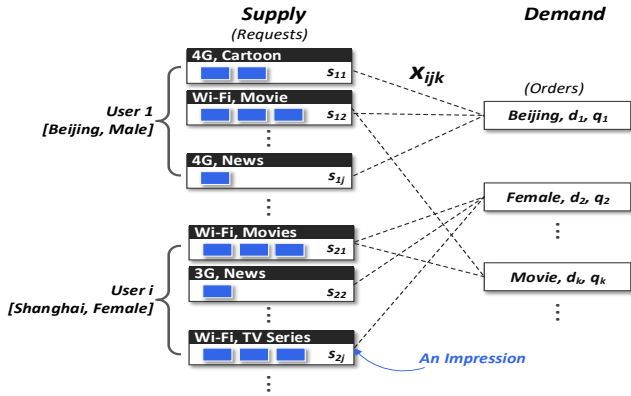 Supply
(Requests)
Demand
(Orders)
User 1
[Beijing, Male]
4G, Cartoon
s11
Wi-Fi, Movie
s12
⋮
4G, News
s1j
⋮
xijk
Beijing, d1, q1
Female, d2, q2
⋮
Movie, dk, qk
⋮
User i
[Shanghai, Female]
Wi-Fi, Movies
s21
3G, News
s22
⋮
Wi-Fi, TV Series
s2j
⋮
An Impression